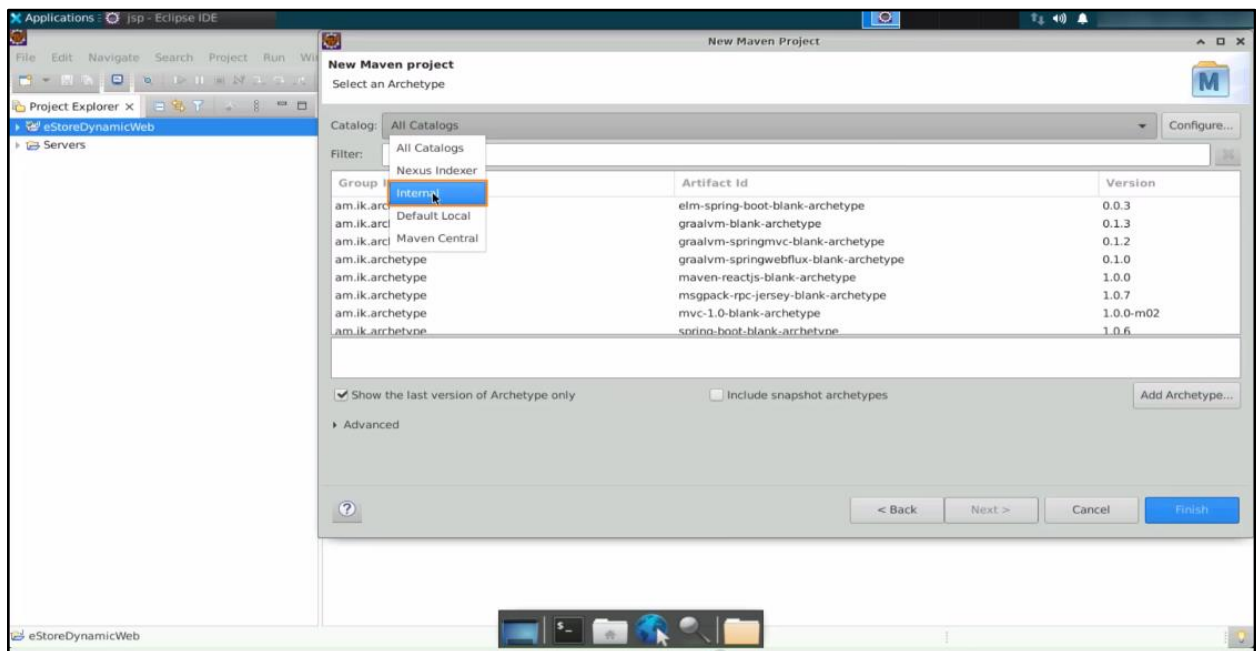 Applications : jsp - Eclipse IDE
New Maven Project
File Edit Navigate Search Project Run
New Maven project
Select an Archetype
M
Project Explorer
eStoreDynamicWeb
Servers
Catalog: All Catalogs Configure...
All Catalogs
Nexus Indexer
Internal
Default Local
Maven Central
Filter:
Group Artifact Id Version
elm-spring-boot-blank-archetype 0.0.3
graalvm-blank-archetype 0.1.3
graalvm-springmvc-blank-archetype 0.1.2
am.ik.archetype graalvm-springwebflux-blank-archetype 0.1.0
am.ik.archetype maven-reactjs-blank-archetype 1.0.0
am.ik.archetype msgpack-rpc-jersey-blank-archetype 1.0.7
am.ik.archetype mvc-1.0-blank-archetype 1.0.0-m02
am.ik.archetype spring-boot-blank-archetype 1.0.6
Show the last version of Archetype only Include snapshot archetypes Add Archetype...
Advanced
? < Back Next > Cancel Finish
eStoreDynamicWeb